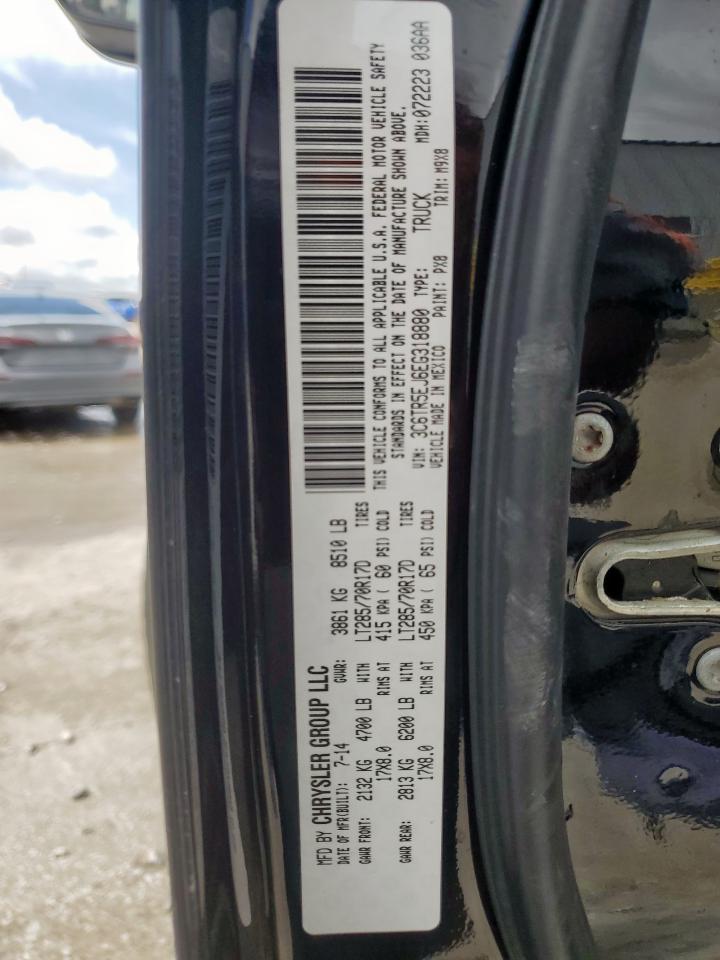 MFD BY CHRYSLER GROUP LLC
DATE OF MFR(BUILT): 7-14 GVWR: 3861 KG 8510 LB
GAWR FRONT: 2132 KG 4700 LB WITH LT285/70R17D TIRES
17X8.0 RIMS AT 415 KPA ( 60 PSI) COLD
GAWR REAR: 2813 KG 6200 LB WITH LT285/70R17D TIRES
17X8.0 RIMS AT 450 KPA ( 65 PSI) COLD
THIS VEHICLE CONFORMS TO ALL APPLICABLE U.S.A. FEDERAL MOTOR VEHICLE SAFETY
STANDARDS IN EFFECT ON THE DATE OF MANUFACTURE SHOWN ABOVE.
VIN: 3C6TR5EJ6EG318880 TYPE: TRUCK MDH:072223 036AA
VEHICLE MADE IN MEXICO PAINT: PX8 TRIM: M9X8